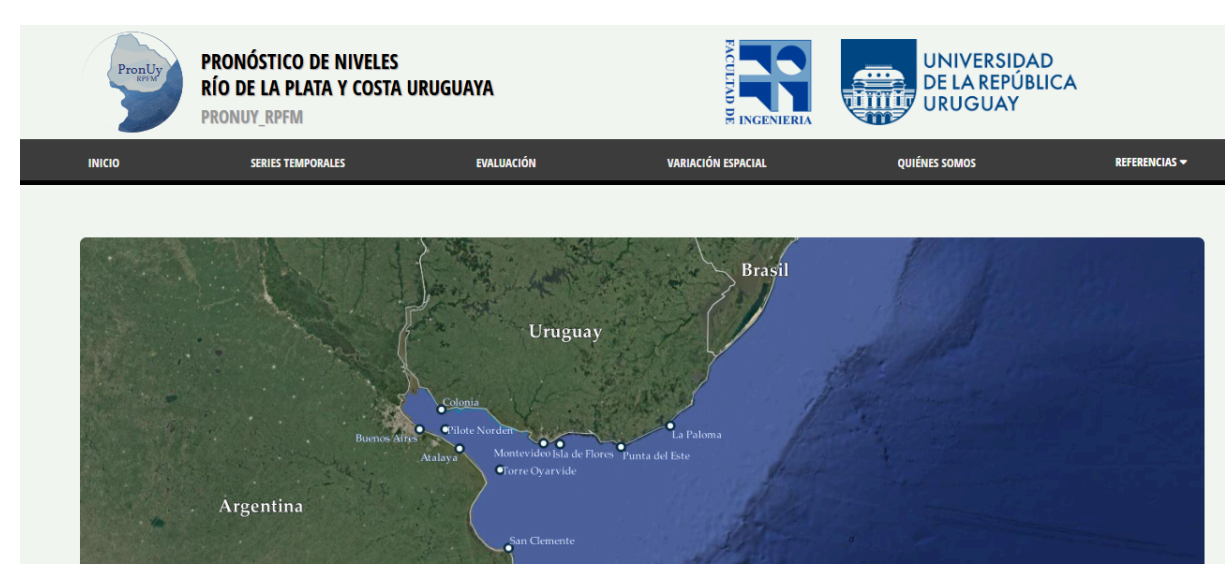 PronUy
RPFM
PRONÓSTICO DE NIVELES
RÍO DE LA PLATA Y COSTA URUGUAYA
PRONUY_RPFM
FACULTAD DE
INGENIERIA
UNIVERSIDAD
DE LA REPÚBLICA
URUGUAY
INICIO SERIES TEMPORALES EVALUACIÓN VARIACIÓN ESPACIAL QUIÉNES SOMOS REFERENCIAS
Brasil
Uruguay
Colonia
Buenos Aires
Pilote Norden
La Paloma
Atalaya
Montevideo
Isla de Flores
Punta del Este
Torre Oyarvide
Argentina
San Clemente